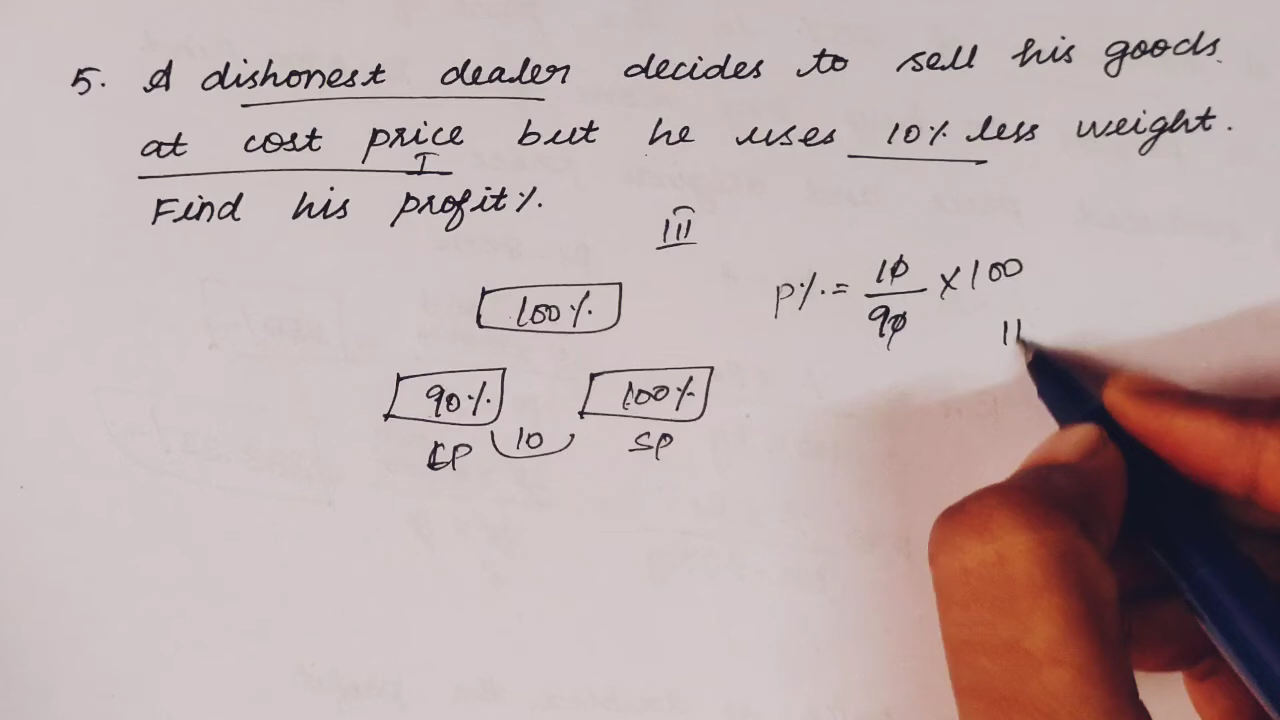 5. A dishonest dealer decides to sell his goods.
at cost price but he uses 10% less weight.
I
Find his profit%.
III
100%
P% = 10/90 × 100
11
90% 100%
CP 10 SP